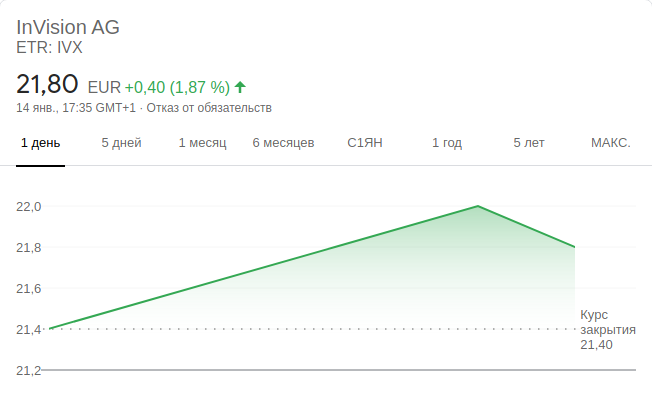 InVision AG
ETR: IVX
21,80 EUR +0,40 (1,87 %)
14 янв., 17:35 GMT+1 · Отказ от обязательств
1 день 5 дней 1 месяц 6 месяцев С1ЯН 1 год 5 лет МАКС.
22,0
21,8
21,6
21,4
21,2
Курс
закрытия
21,40